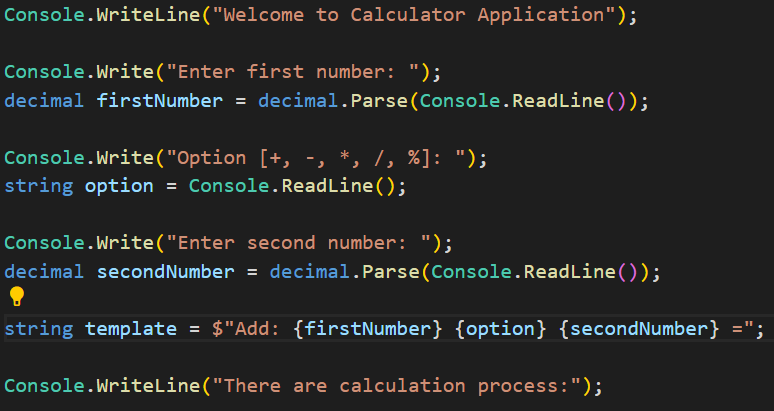 Console.WriteLine("Welcome to Calculator Application");
Console.Write("Enter first number: ");
decimal firstNumber = decimal.Parse(Console.ReadLine());
Console.Write("Option [+, -, *, /, %]: ");
string option = Console.ReadLine();
Console.Write("Enter second number: ");
decimal secondNumber = decimal.Parse(Console.ReadLine());
string template = $"Add: {firstNumber} {option} {secondNumber} =";
Console.WriteLine("There are calculation process:");